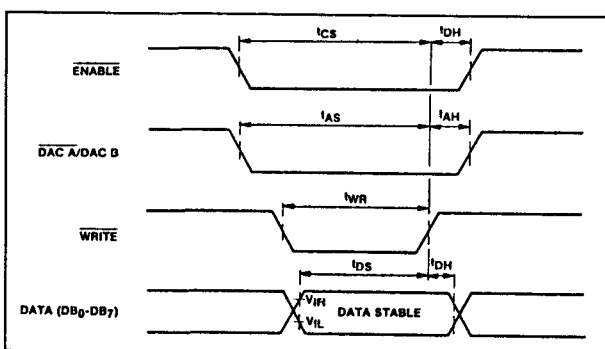 tCS tDH
ENABLE
tAS tAH
DAC A/DAC B
tWR
WRITE
tDS tDH
VIH
DATA (DB0-DB7) DATA STABLE
VIL